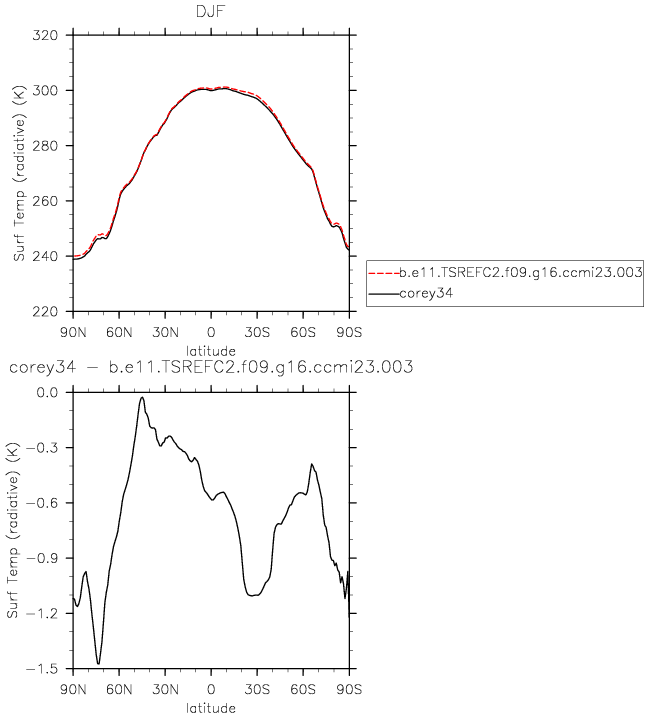 DJF
320
300
280
260
240
220
Surf Temp (radiative) (K)
90N 60N 30N 0 30S 60S 90S
latitude
b.e11.TSREFC2.f09.g16.ccmi23.003
corey34
corey34 − b.e11.TSREFC2.f09.g16.ccmi23.003
0.0
−0.3
−0.6
−0.9
−1.2
−1.5
Surf Temp (radiative) (K)
90N 60N 30N 0 30S 60S 90S
latitude